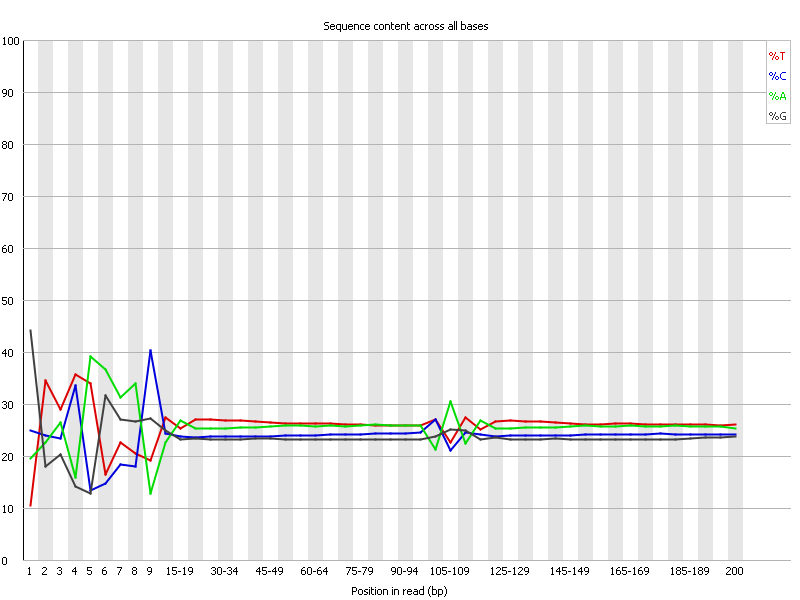 Sequence content across all bases
100
90
80
70
60
50
40
30
20
10
0
%T
%C
%A
%G
1 2 3 4 5 6 7 8 9 15-19 30-34 45-49 60-64 75-79 90-94 105-109 125-129 145-149 165-169 185-189 200
Position in read (bp)